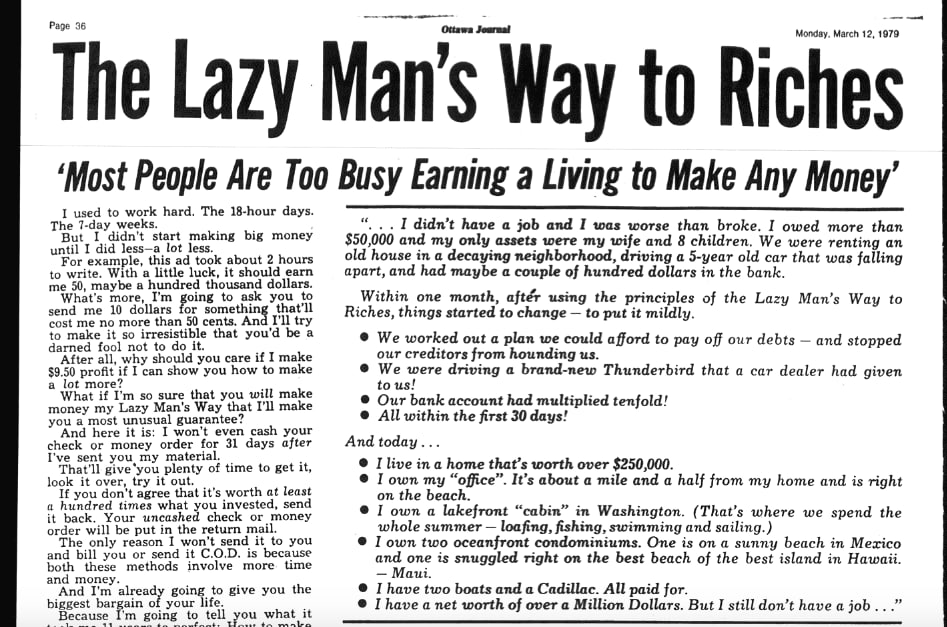 Page 36
Ottawa Journal
Monday, March 12, 1979
The Lazy Man's Way to Riches
'Most People Are Too Busy Earning a Living to Make Any Money'
I used to work hard. The 18-hour days.
The 7-day weeks.
But I didn't start making big money
until I did less–a lot less.
For example, this ad took about 2 hours
to write. With a little luck, it should earn
me 50, maybe a hundred thousand dollars.
What's more, I'm going to ask you to
send me 10 dollars for something that'll
cost me no more than 50 cents. And I'll try
to make it so irresistible that you'd be a
darned fool not to do it.
After all, why should you care if I make
$9.50 profit if I can show you how to make
a lot more?
What if I'm so sure that you will make
money my Lazy Man's Way that I'll make
you a most unusual guarantee?
And here it is: I won't even cash your
check or money order for 31 days after
I've sent you my material.
That'll give you plenty of time to get it,
look it over, try it out.
If you don't agree that it's worth at least
a hundred times what you invested, send
it back. Your uncashed check or money
order will be put in the return mail.
The only reason I won't send it to you
and bill you or send it C.O.D. is because
both these methods involve more time
and money.
And I'm already going to give you the
biggest bargain of your life.
Because I'm going to tell you what it
". . . I didn't have a job and I was worse than broke. I owed more than
$50,000 and my only assets were my wife and 8 children. We were renting an
old house in a decaying neighborhood, driving a 5-year old car that was falling
apart, and had maybe a couple of hundred dollars in the bank.
Within one month, after using the principles of the Lazy Man's Way to
Riches, things started to change – to put it mildly.
● We worked out a plan we could afford to pay off our debts – and stopped
our creditors from hounding us.
● We were driving a brand-new Thunderbird that a car dealer had given
to us!
● Our bank account had multiplied tenfold!
● All within the first 30 days!
And today . . .
● I live in a home that's worth over $250,000.
● I own my "office". It's about a mile and a half from my home and is right
on the beach.
● I own a lakefront "cabin" in Washington. (That's where we spend the
whole summer – loafing, fishing, swimming and sailing.)
● I own two oceanfront condominiums. One is on a sunny beach in Mexico
and one is snuggled right on the best beach of the best island in Hawaii.
– Maui.
● I have two boats and a Cadillac. All paid for.
● I have a net worth of over a Million Dollars. But I still don't have a job . . ."